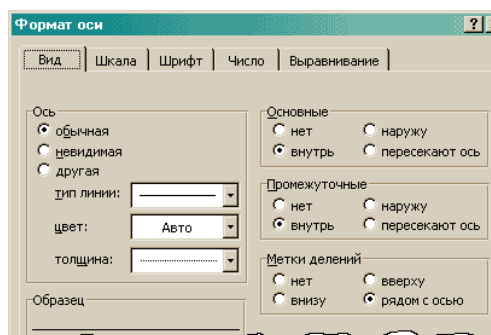 Формат оси
Вид Шкала Шрифт Число Выравнивание
Ось
обычная
невидимая
другая
тип линии:
цвет: Авто
толщина:
Образец
Основные
нет наружу
внутрь пересекают ось
Промежуточные
нет наружу
внутрь пересекают ось
Метки делений
нет вверху
внизу рядом с осью